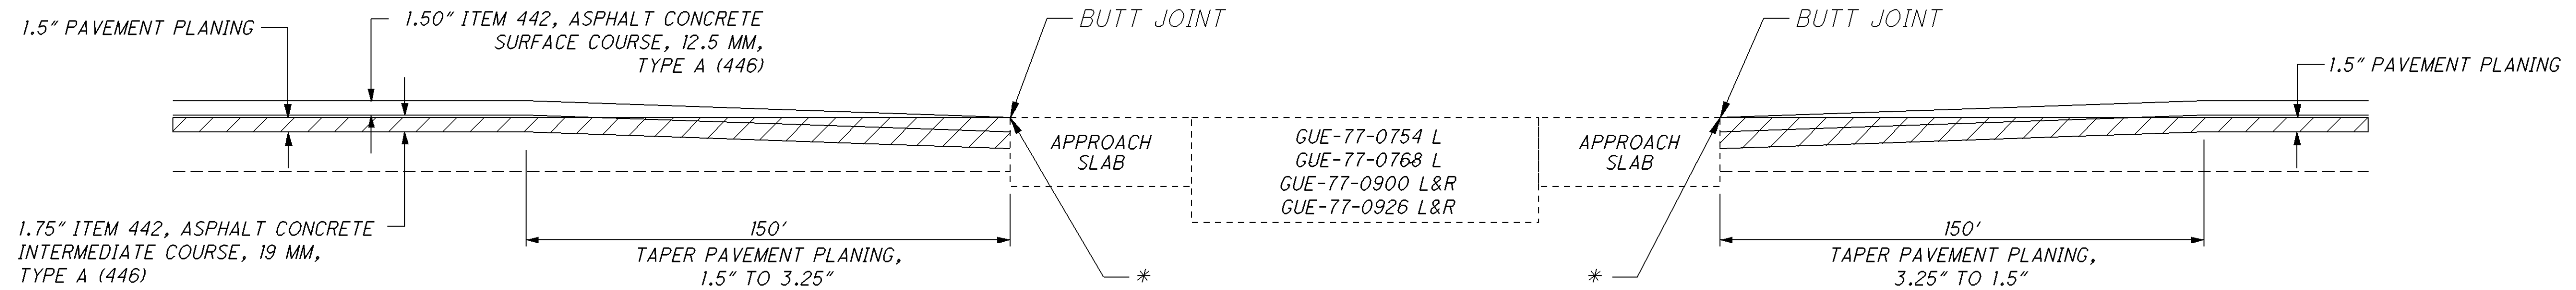 1.5" PAVEMENT PLANING
1.50" ITEM 442, ASPHALT CONCRETE
SURFACE COURSE, 12.5 MM,
TYPE A (446)
BUTT JOINT
BUTT JOINT
1.5" PAVEMENT PLANING
APPROACH
SLAB
GUE-77-0754 L
GUE-77-0768 L
GUE-77-0900 L&R
GUE-77-0926 L&R
APPROACH
SLAB
1.75" ITEM 442, ASPHALT CONCRETE
INTERMEDIATE COURSE, 19 MM,
TYPE A (446)
150'
TAPER PAVEMENT PLANING,
1.5" TO 3.25"
*
*
150'
TAPER PAVEMENT PLANING,
3.25" TO 1.5"